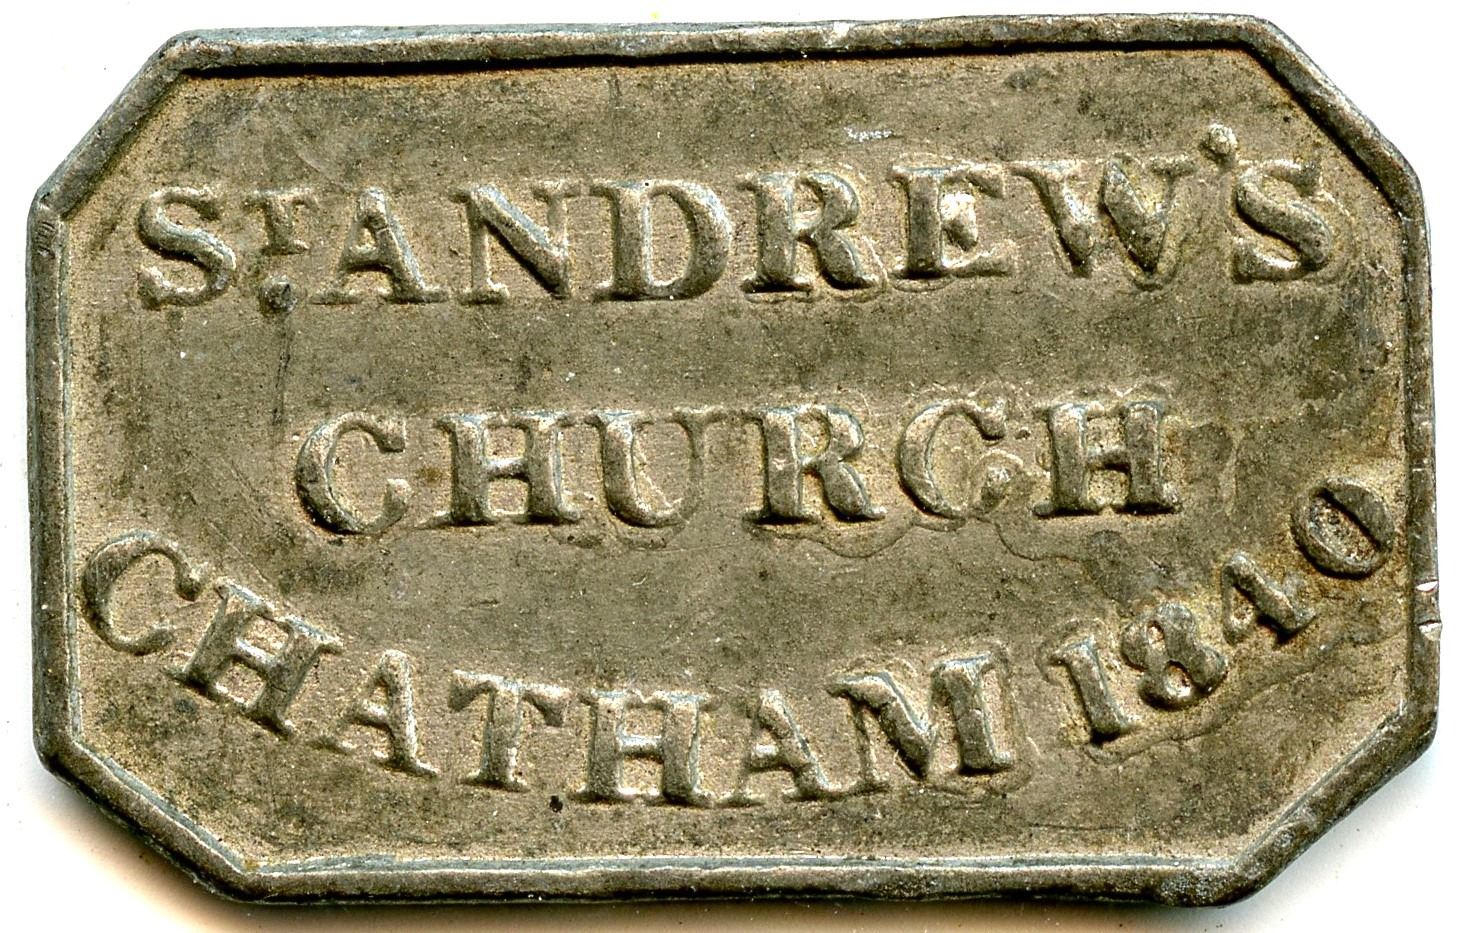 ST. ANDREW'S
CHURCH
CHATHAM 1840